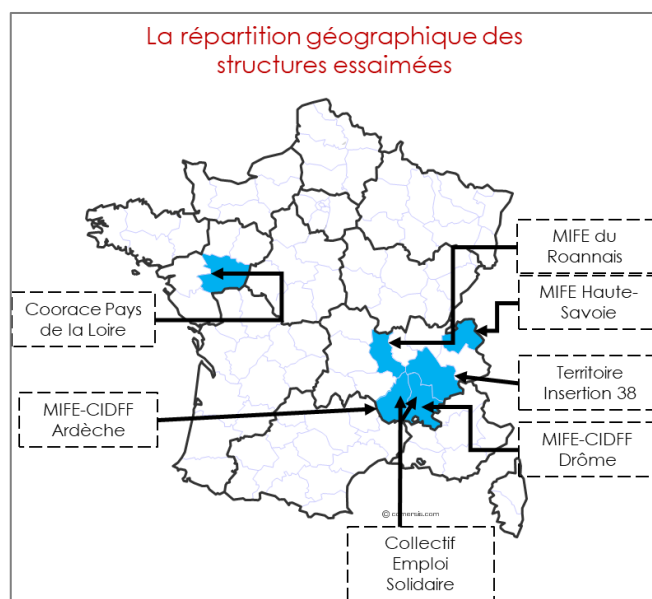 La répartition géographique des
structures essaimées
MIFE du
Roannais
MIFE Haute-
Savoie
Coorace Pays
de la Loire
Territoire
Insertion 38
MIFE-CIDFF
Ardèche
MIFE-CIDFF
Drôme
© comersis.com
Collectif
Emploi
Solidaire